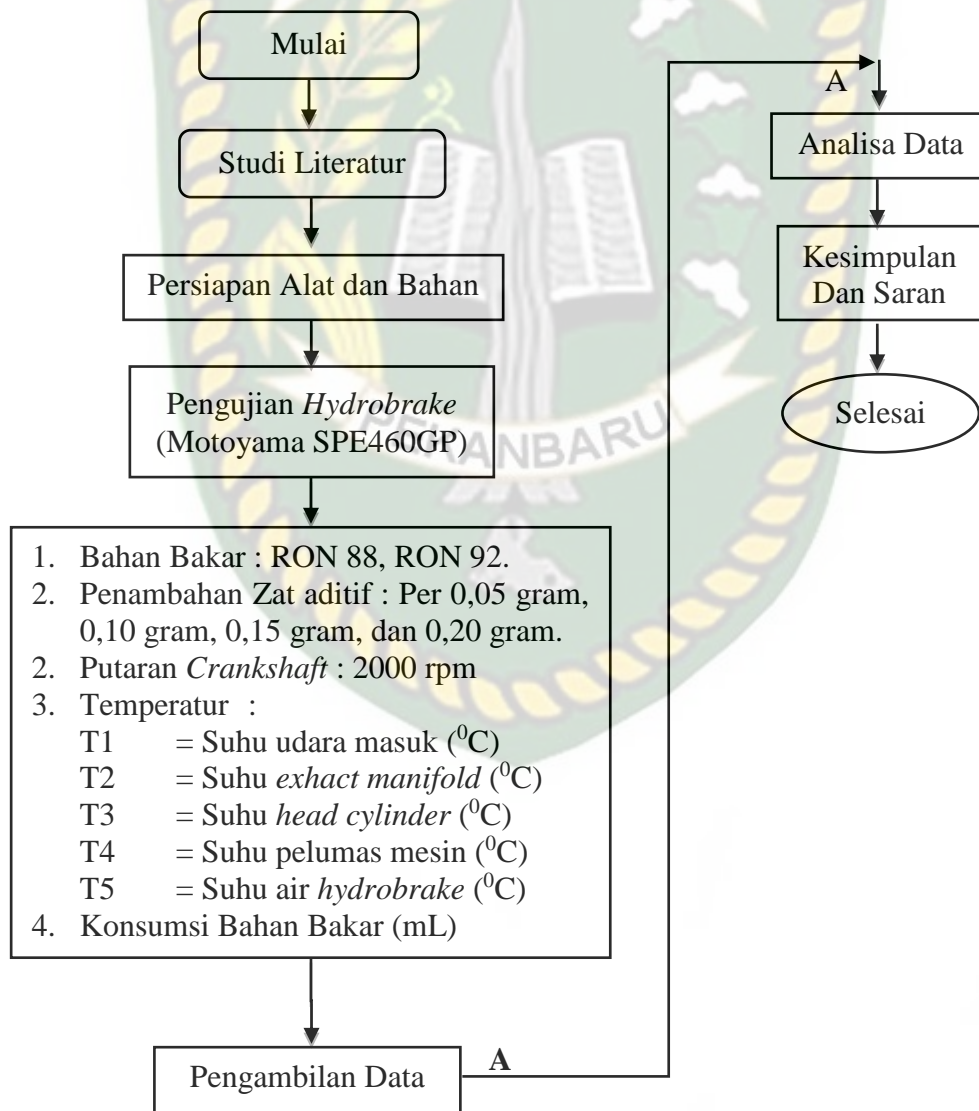 Mulai
Studi Literatur
Persiapan Alat dan Bahan
Pengujian Hydrobrake
(Motoyama SPE460GP)
1. Bahan Bakar : RON 88, RON 92.
2. Penambahan Zat aditif : Per 0,05 gram,
0,10 gram, 0,15 gram, dan 0,20 gram.
2. Putaran Crankshaft : 2000 rpm
3. Temperatur :
T1 = Suhu udara masuk (⁰C)
T2 = Suhu exhact manifold (⁰C)
T3 = Suhu head cylinder (⁰C)
T4 = Suhu pelumas mesin (⁰C)
T5 = Suhu air hydrobrake (⁰C)
4. Konsumsi Bahan Bakar (mL)
Pengambilan Data
A
A
Analisa Data
Kesimpulan
Dan Saran
Selesai
PEKANBARU